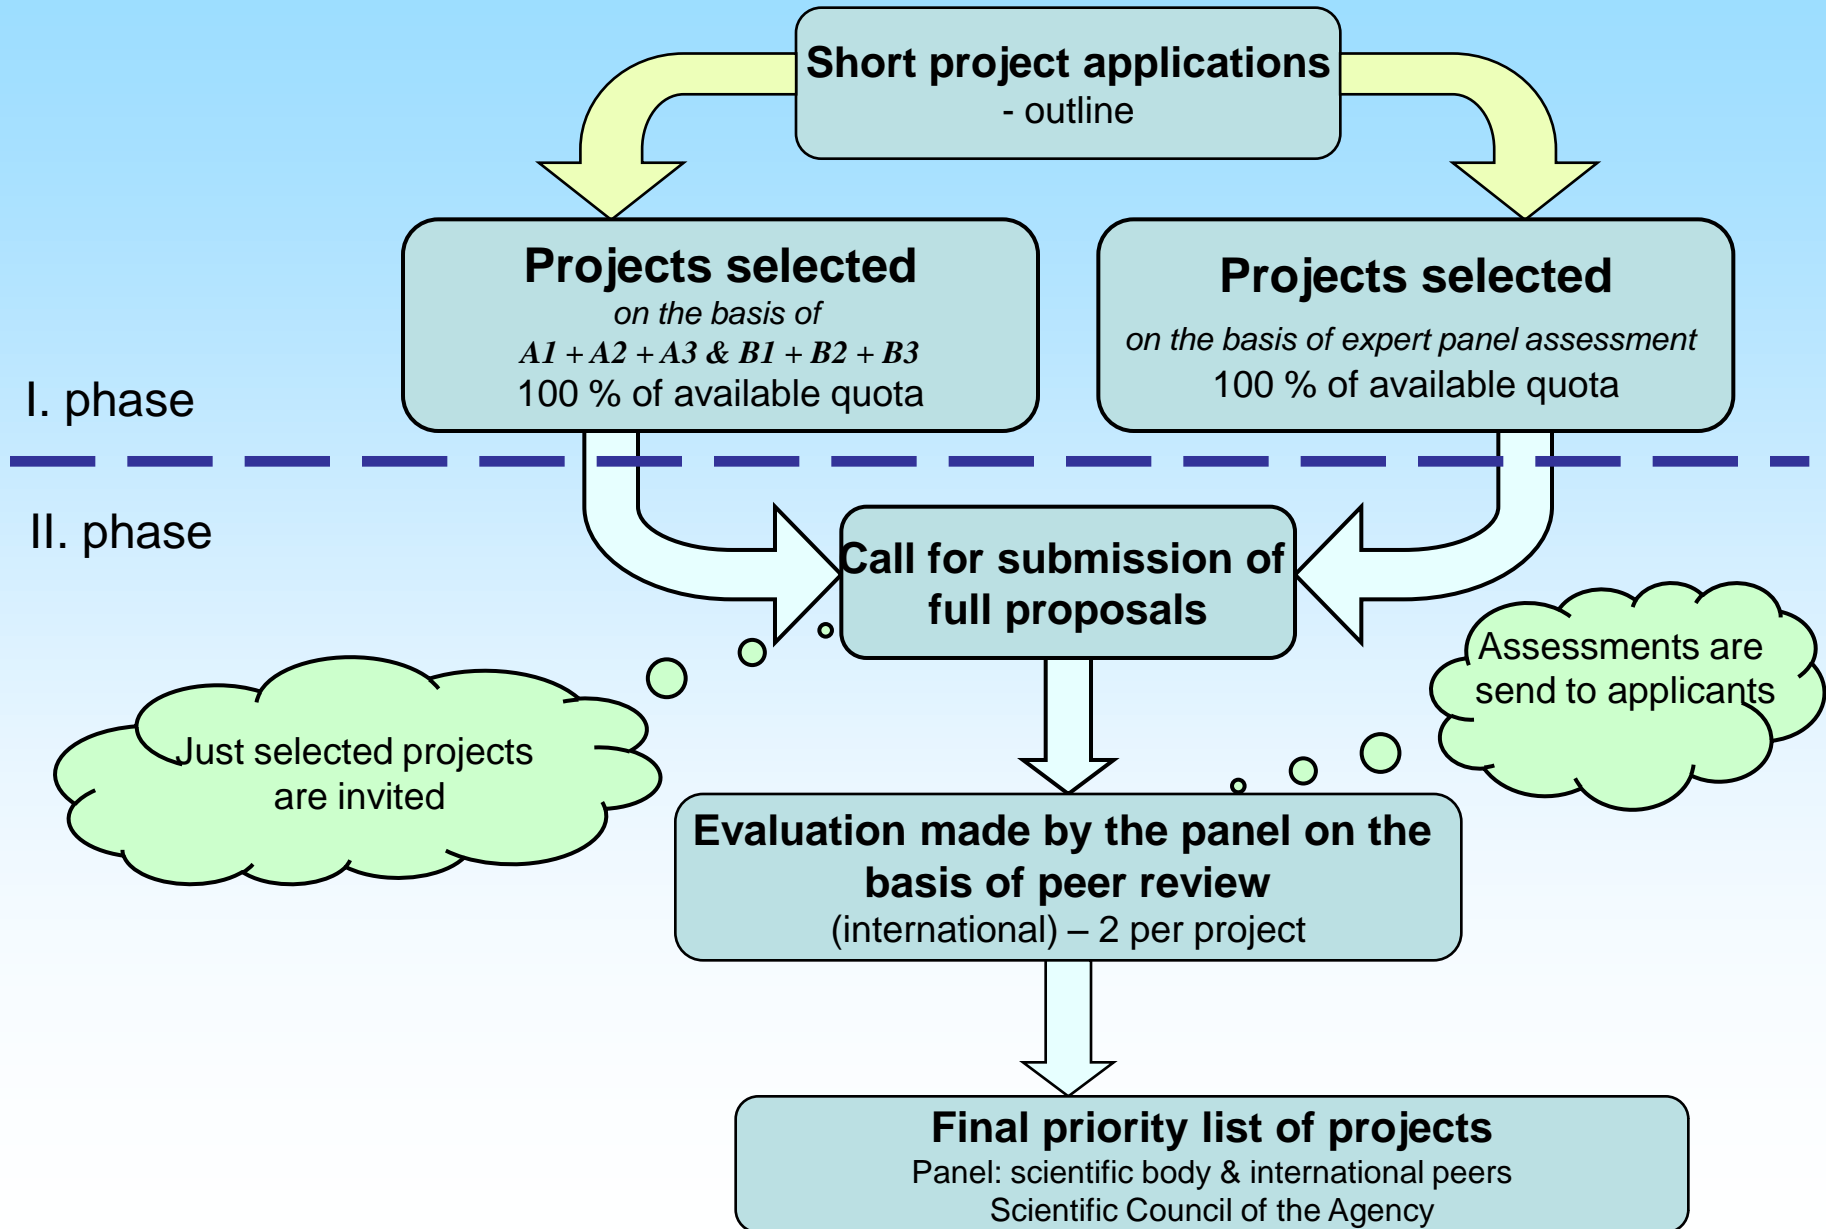 Short project applications
- outline
Projects selected
on the basis of
A1 + A2 + A3 & B1 + B2 + B3
100 % of available quota
Projects selected
on the basis of expert panel assessment
100 % of available quota
I. phase
II. phase
Call for submission of
full proposals
Assessments are
send to applicants
Just selected projects
are invited
Evaluation made by the panel on the
basis of peer review
(international) – 2 per project
Final priority list of projects
Panel: scientific body & international peers
Scientific Council of the Agency